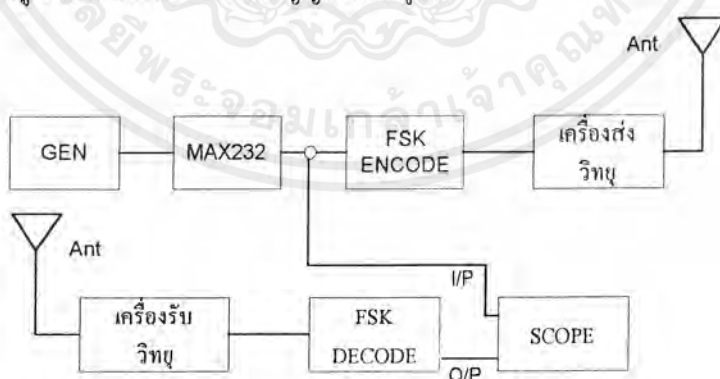 Ant
GEN
MAX232
FSK
ENCODE
เครื่องส่ง
วิทยุ
Ant
I/P
เครื่องรับ
วิทยุ
FSK
DECODE
O/P
SCOPE